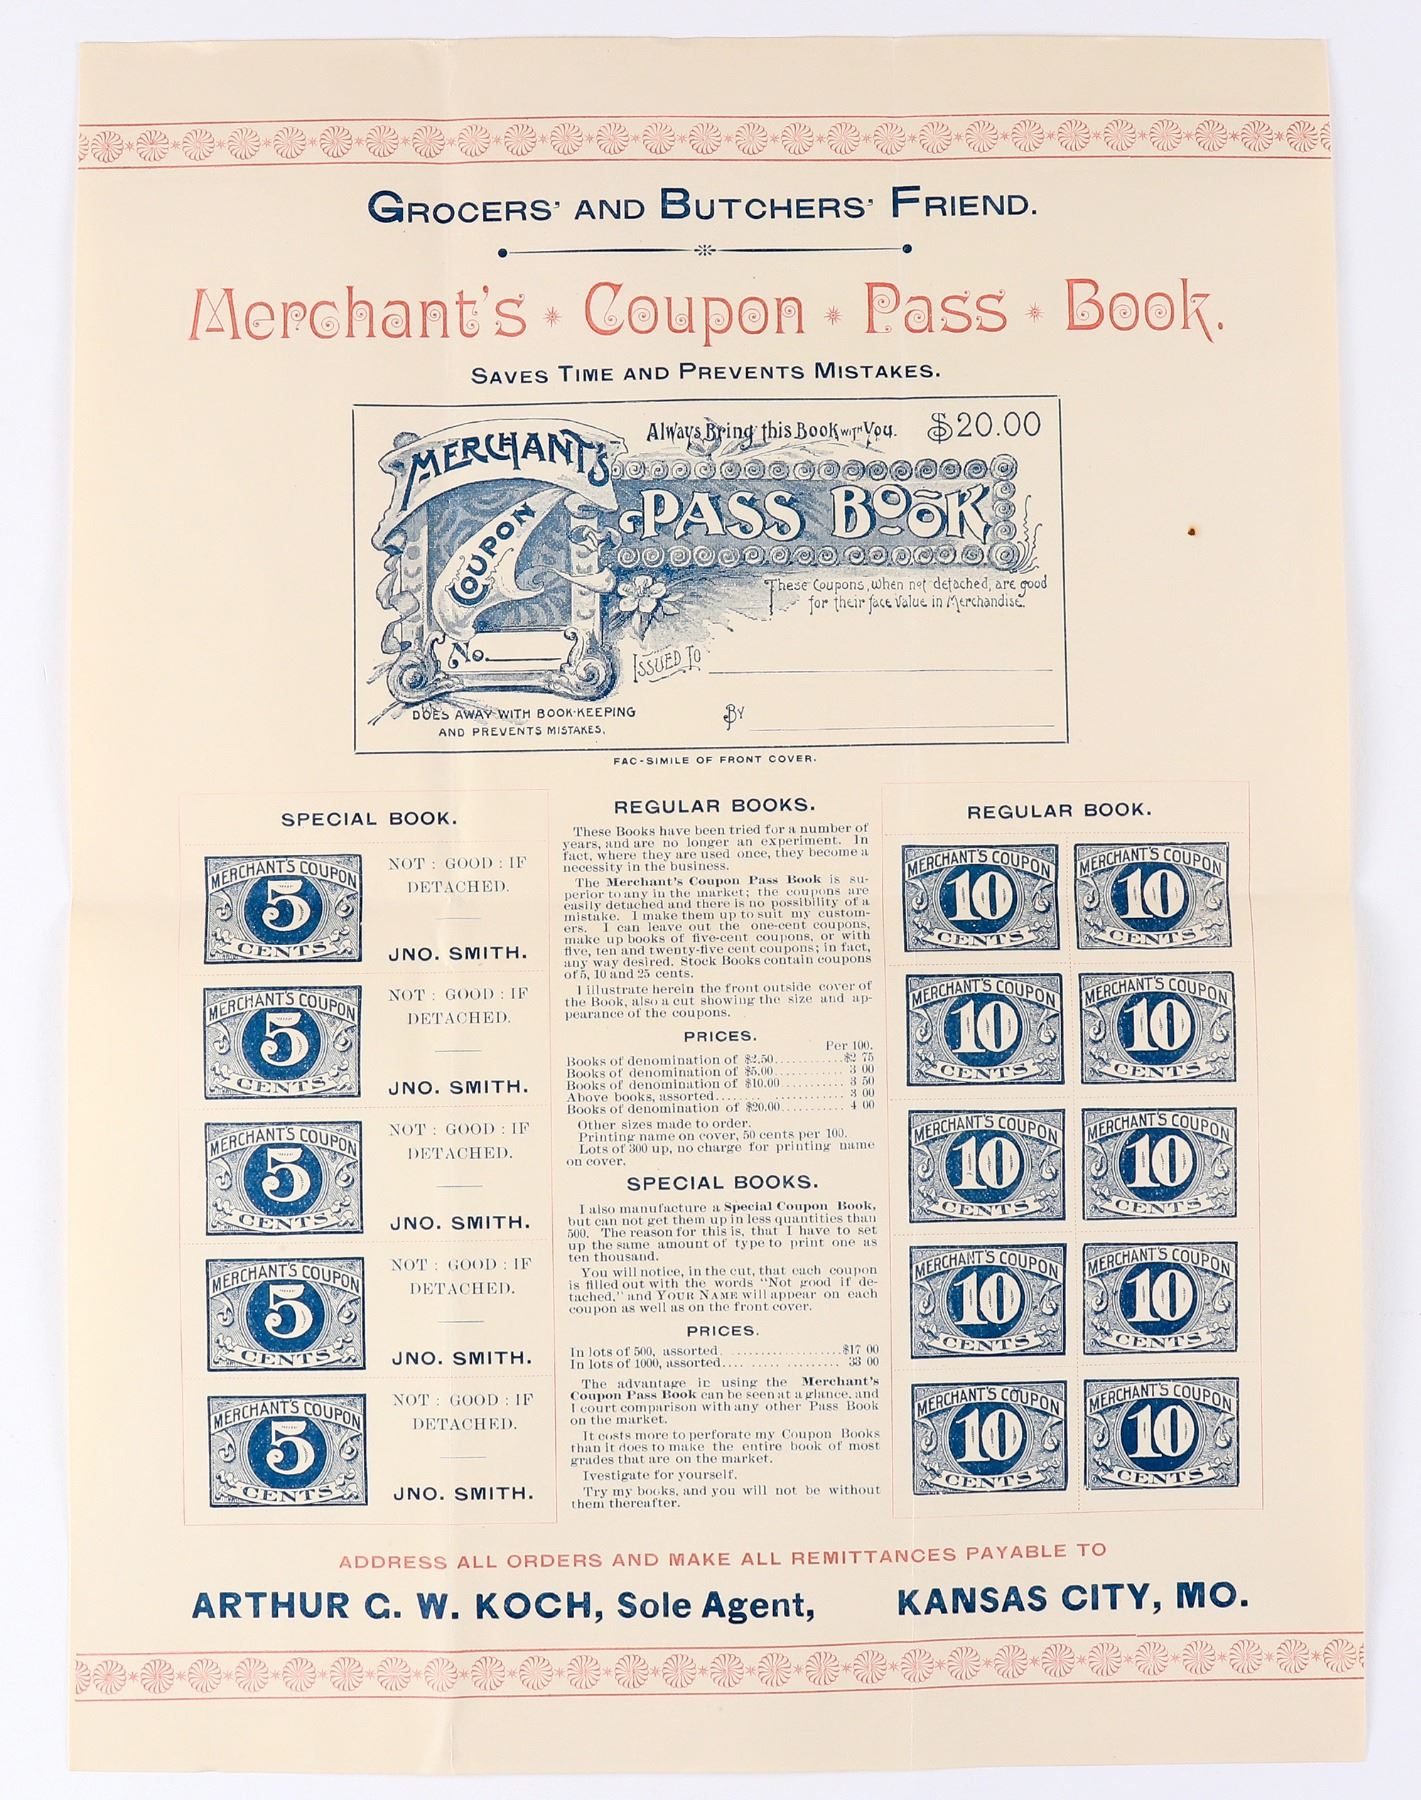 GROCERS' AND BUTCHERS' FRIEND.
Merchant's * Coupon * Pass * Book.
SAVES TIME AND PREVENTS MISTAKES.
Always Bring this Book with You. $20.00
MERCHANT'S
COUPON
PASS BOOK
These Coupons, when not detached, are good
for their face Value in Merchandise.
No.
ISSUED TO
BY
DOES AWAY WITH BOOK-KEEPING
AND PREVENTS MISTAKES.
FAC-SIMILE OF FRONT COVER.
SPECIAL BOOK.
MERCHANT'S COUPON
5
CENTS
NOT : GOOD : IF
DETACHED.
JNO. SMITH.
MERCHANT'S COUPON
5
CENTS
NOT : GOOD : IF
DETACHED.
JNO. SMITH.
MERCHANT'S COUPON
5
CENTS
NOT : GOOD : IF
DETACHED.
JNO. SMITH.
MERCHANT'S COUPON
5
CENTS
NOT : GOOD : IF
DETACHED.
JNO. SMITH.
MERCHANT'S COUPON
5
CENTS
NOT : GOOD : IF
DETACHED.
JNO. SMITH.
REGULAR BOOKS.
These Books have been tried for a number of
years, and are no longer an experiment. In
fact, where they are used once, they become a
necessity in the business.
The Merchant's Coupon Pass Book is su-
perior to any in the market; the coupons are
easily detached and there is no possibility of a
mistake. I make them up to suit my custom-
ers. I can leave out the one-cent coupons,
make up books of five-cent coupons, or with
five, ten and twenty-five cent coupons; in fact,
any way desired. Stock Books contain coupons
of 5, 10 and 25 cents.
I illustrate herein the front outside cover of
the Book, also a cut showing the size and ap-
pearance of the coupons.
PRICES.
Per 100.
Books of denomination of $2.50...........$2 75
Books of denomination of $5.00........... 3 00
Books of denomination of $10.00........... 3 50
Above books, assorted..................... 3 00
Books of denomination of $20.00.......... 4 00
Other sizes made to order.
Printing name on cover, 50 cents per 100.
Lots of 300 up, no charge for printing name
on cover.
SPECIAL BOOKS.
I also manufacture a Special Coupon Book,
but can not get them up in less quantities than
500. The reason for this is, that I have to set
up the same amount of type to print one as
ten thousand.
You will notice, in the cut, that each coupon
is filled out with the words "Not good if de-
tached," and YOUR NAME will appear on each
coupon as well as on the front cover.
PRICES.
In lots of 500, assorted....................$17 00
In lots of 1000, assorted.................. 33 00
The advantage in using the Merchant's
Coupon Pass Book can be seen at a glance, and
I court comparison with any other Pass Book
on the market.
It costs more to perforate my Coupon Books
than it does to make the entire book of most
grades that are on the market.
Ivestigate for yourself.
Try my books, and you will not be without
them thereafter.
REGULAR BOOK.
MERCHANT'S COUPON
10
CENTS
MERCHANT'S COUPON
10
CENTS
MERCHANT'S COUPON
10
CENTS
MERCHANT'S COUPON
10
CENTS
MERCHANT'S COUPON
10
CENTS
MERCHANT'S COUPON
10
CENTS
MERCHANT'S COUPON
10
CENTS
MERCHANT'S COUPON
10
CENTS
MERCHANT'S COUPON
10
CENTS
MERCHANT'S COUPON
10
CENTS
ADDRESS ALL ORDERS AND MAKE ALL REMITTANCES PAYABLE TO
ARTHUR C. W. KOCH, Sole Agent, KANSAS CITY, MO.